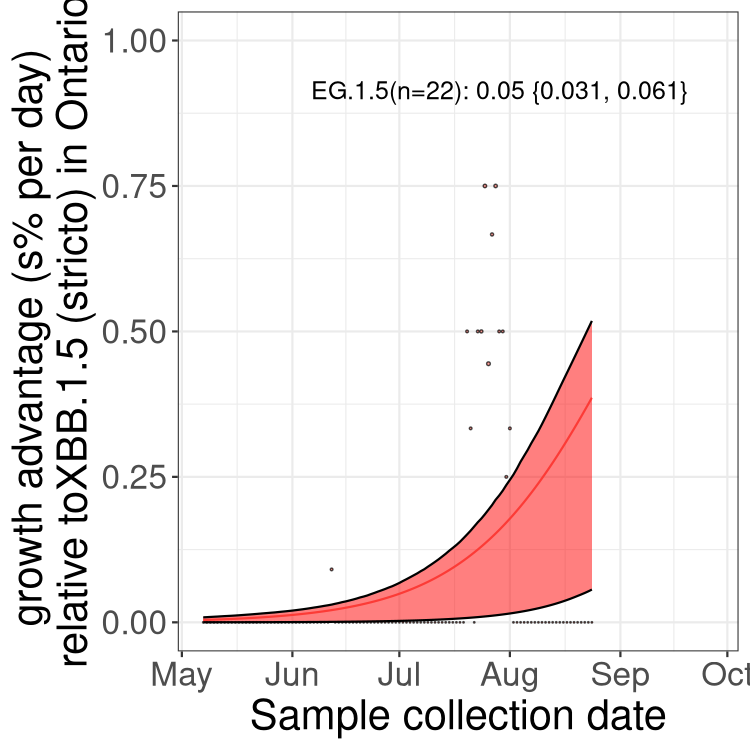 growth advantage (s% per day)
relative toXBB.1.5 (stricto) in Ontario
1.00
0.75
0.50
0.25
0.00
EG.1.5(n=22): 0.05 {0.031, 0.061}
May Jun Jul Aug Sep Oct
Sample collection date